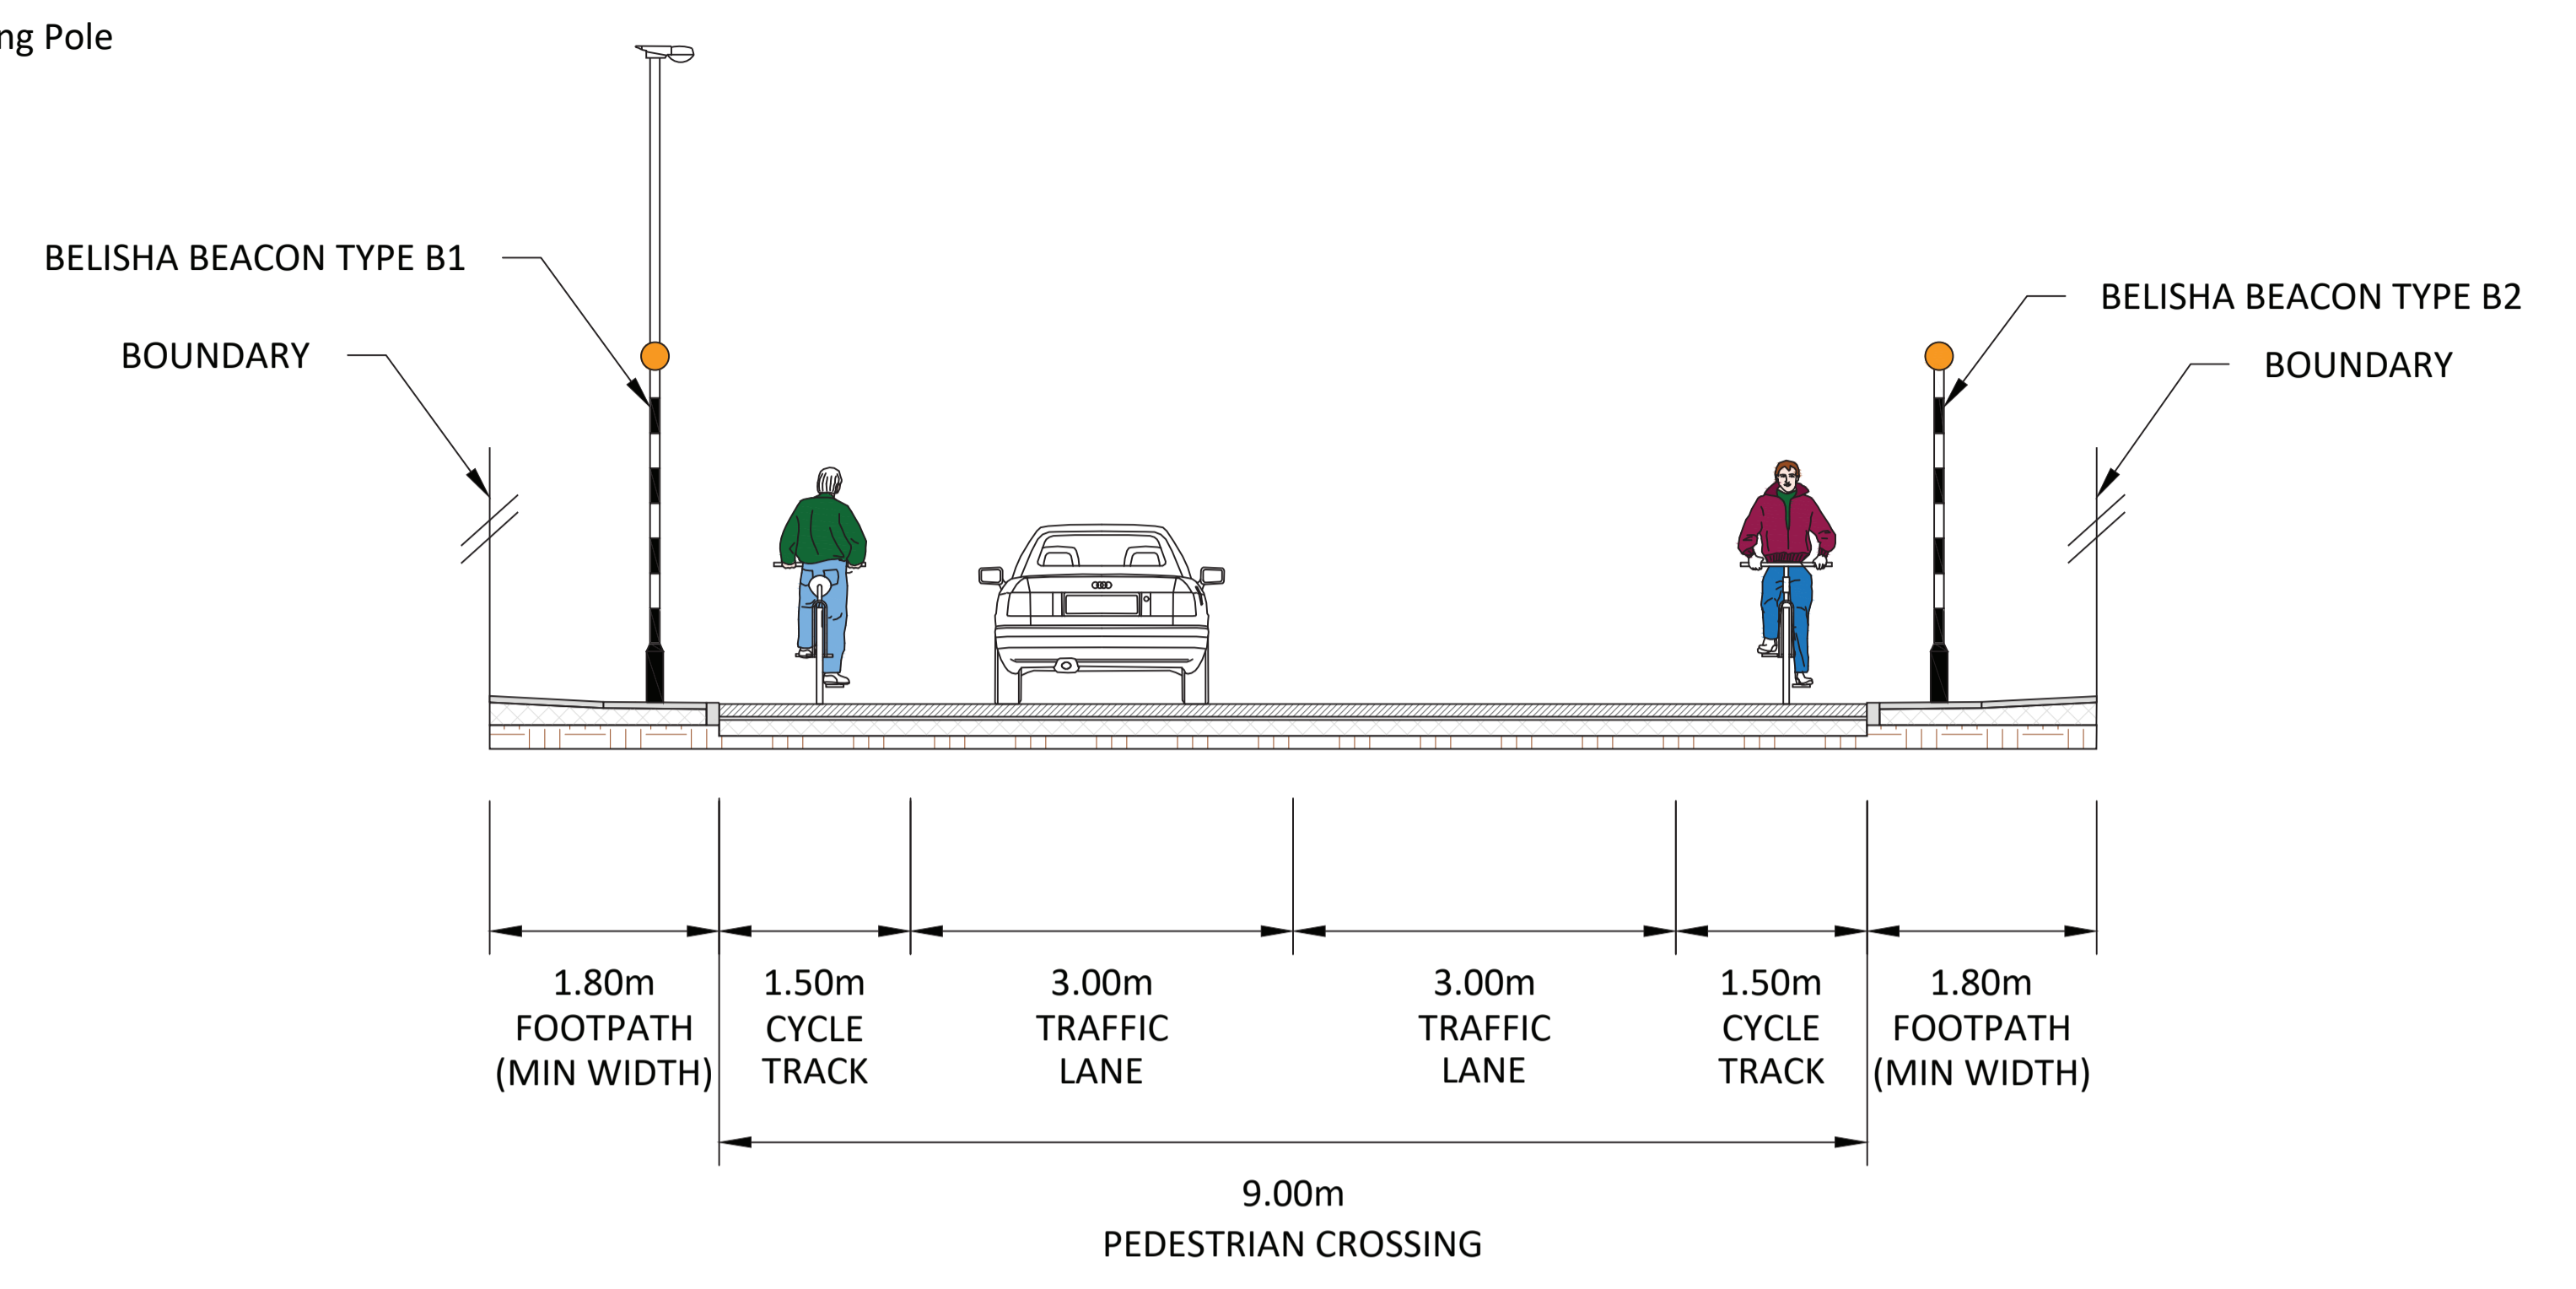 ng Pole
BELISHA BEACON TYPE B1
BELISHA BEACON TYPE B2
BOUNDARY
BOUNDARY
1.80m
FOOTPATH
(MIN WIDTH)
1.50m
CYCLE
TRACK
3.00m
TRAFFIC
LANE
3.00m
TRAFFIC
LANE
1.50m
CYCLE
TRACK
1.80m
FOOTPATH
(MIN WIDTH)
9.00m
PEDESTRIAN CROSSING